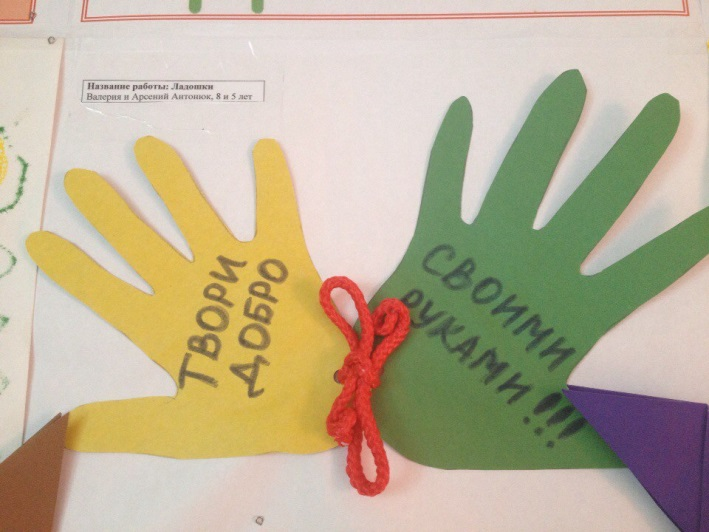 Название работы: Ладошки
Валерия и Арсений Антонюк, 8 и 5 лет
ТВОРИ
ДОБРО
СВОИМИ
РУКАМИ!!!